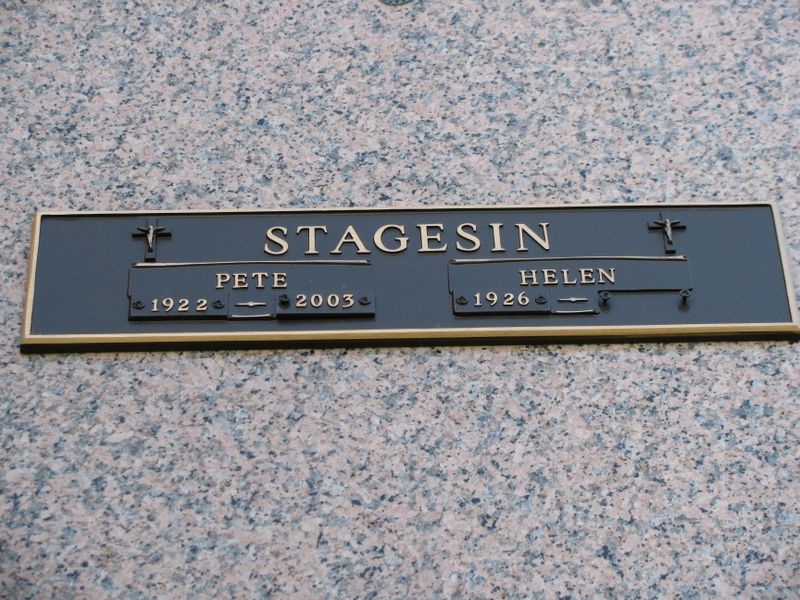 STAGESIN
PETE
1922 - 2003
HELEN
1926 -